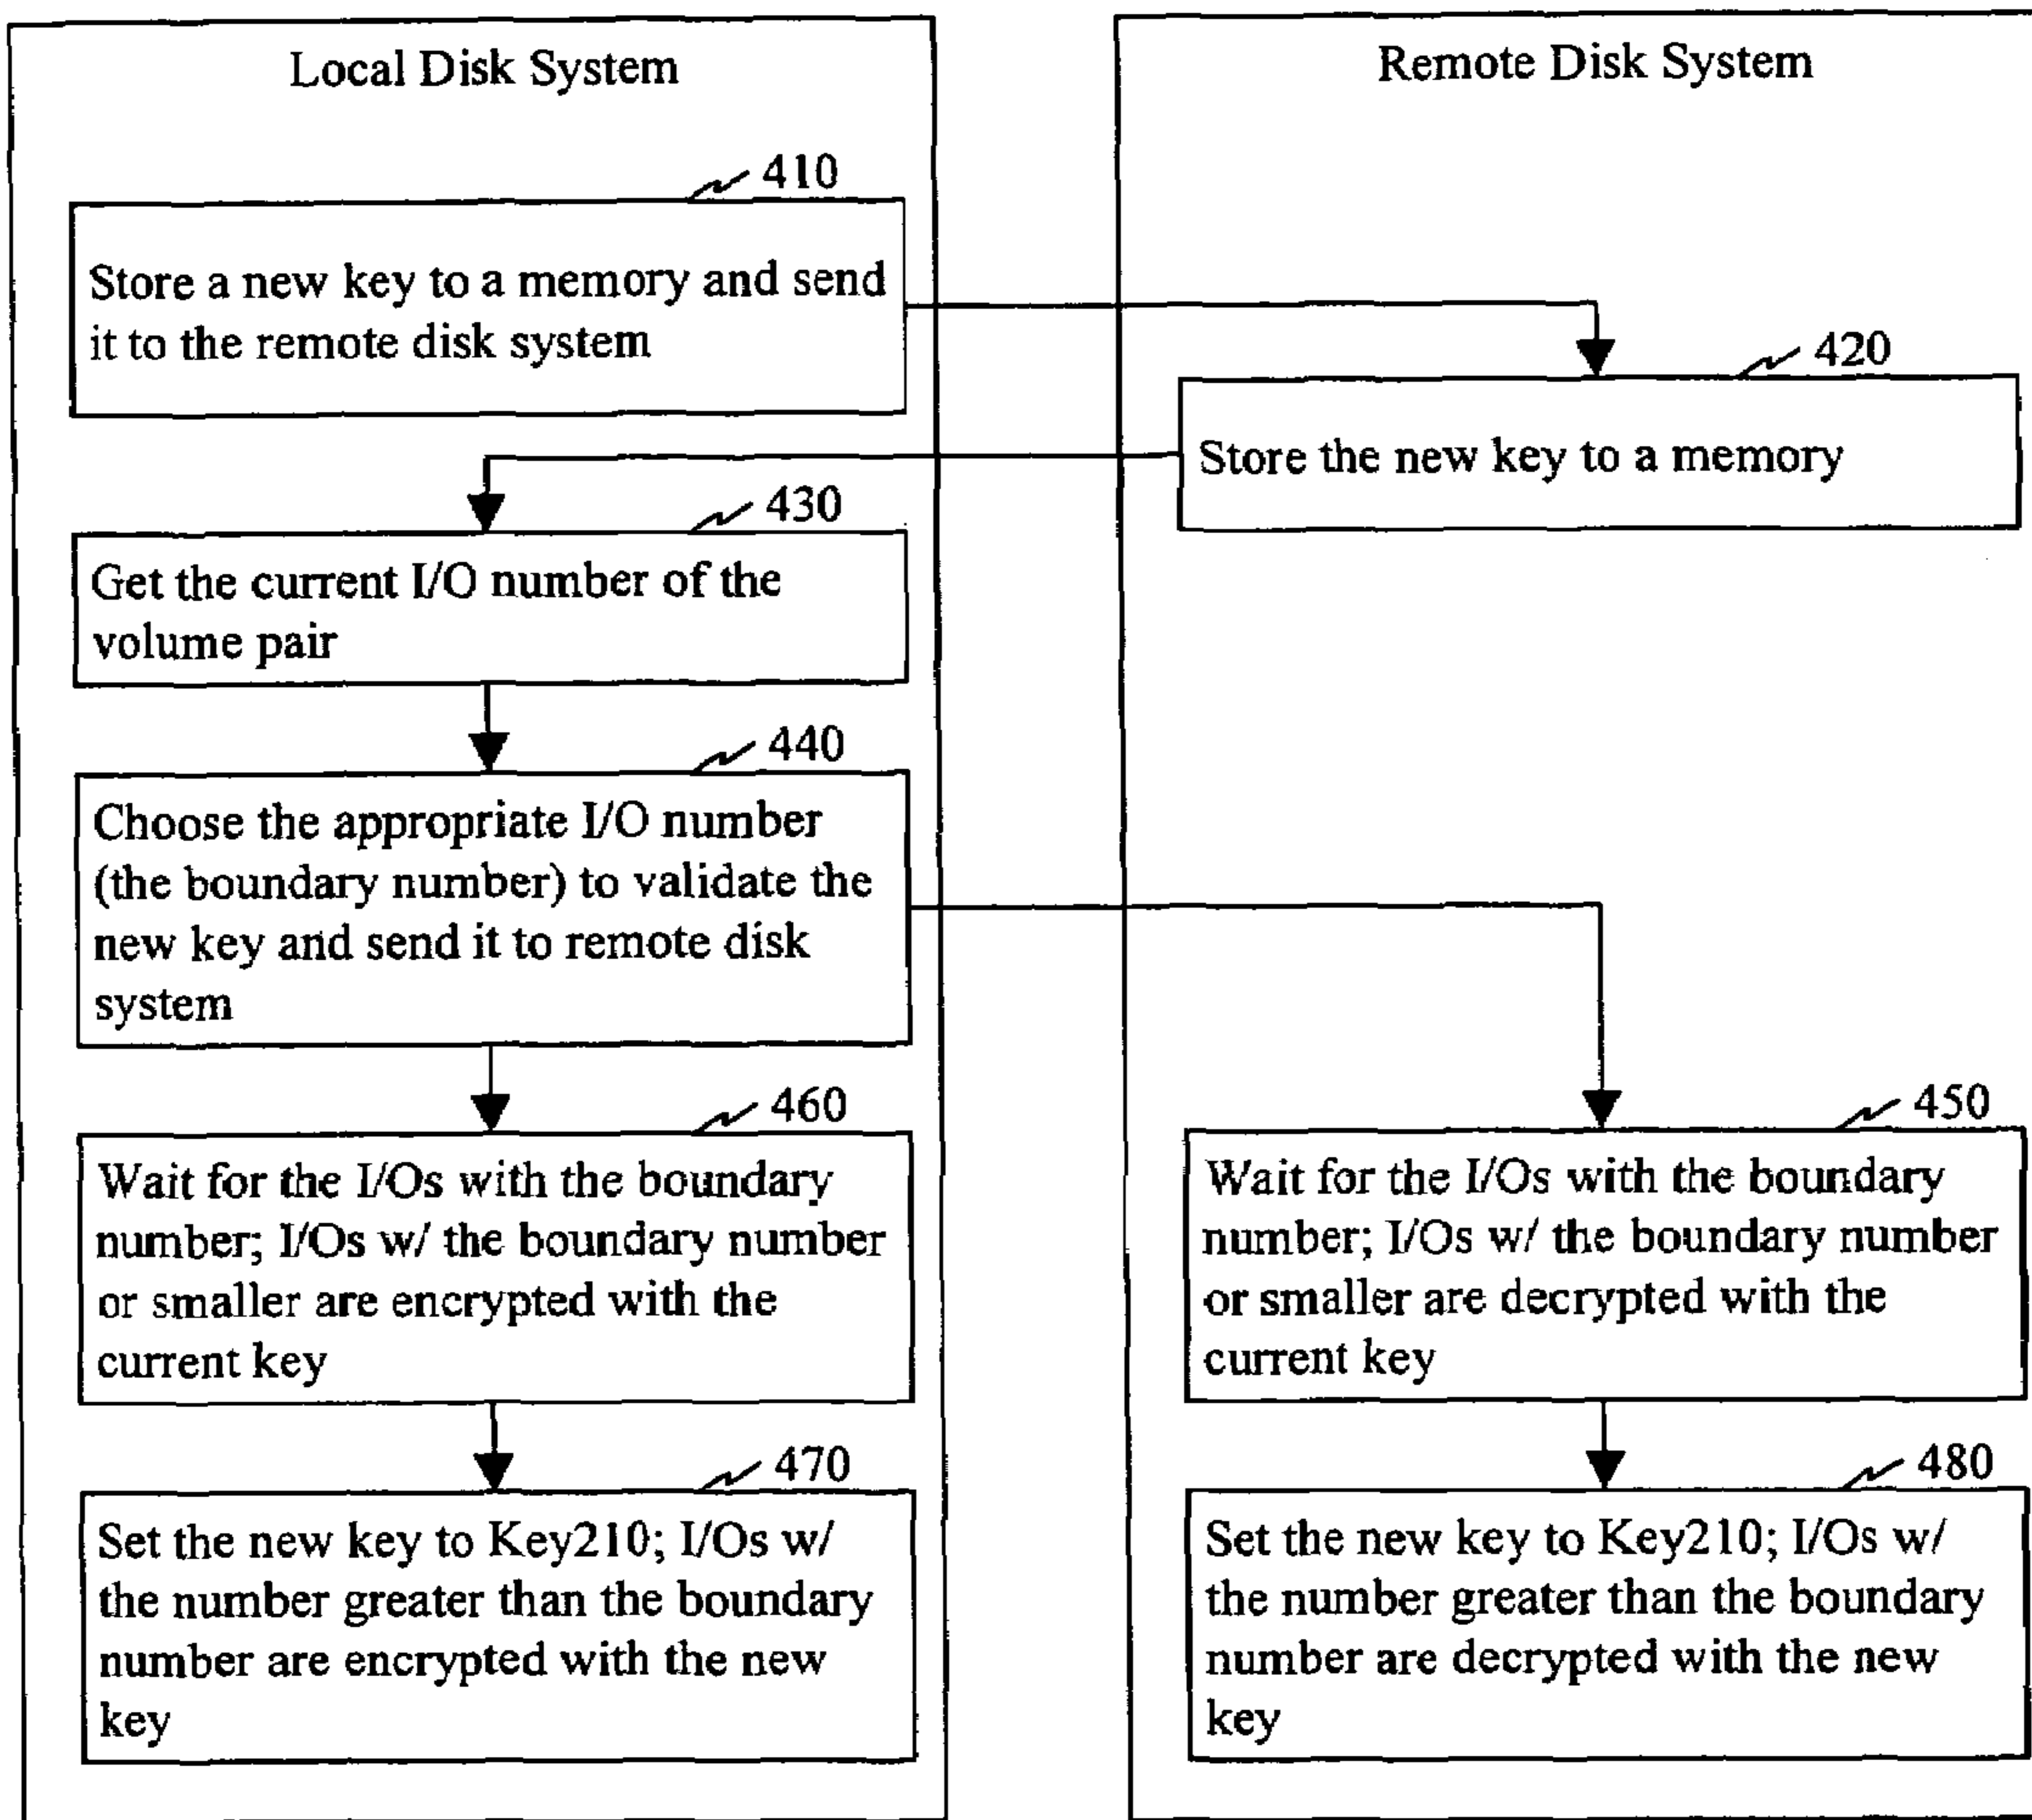 Local Disk System
410
Store a new key to a memory and send
it to the remote disk system
430
Get the current I/O number of the
volume pair
440
Choose the appropriate I/O number
(the boundary number) to validate the
new key and send it to remote disk
system
460
Wait for the I/Os with the boundary
number; I/Os w/ the boundary number
or smaller are encrypted with the
current key
470
Set the new key to Key210; I/Os w/
the number greater than the boundary
number are encrypted with the new
key
Remote Disk System
420
Store the new key to a memory
450
Wait for the I/Os with the boundary
number; I/Os w/ the boundary number
or smaller are decrypted with the
current key
480
Set the new key to Key210; I/Os w/
the number greater than the boundary
number are decrypted with the new
key